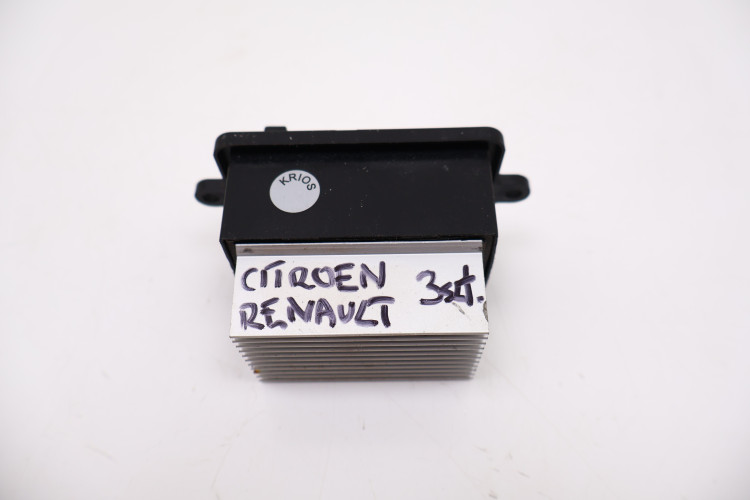 KRIOS
CITROEN
RENAULT
3st.